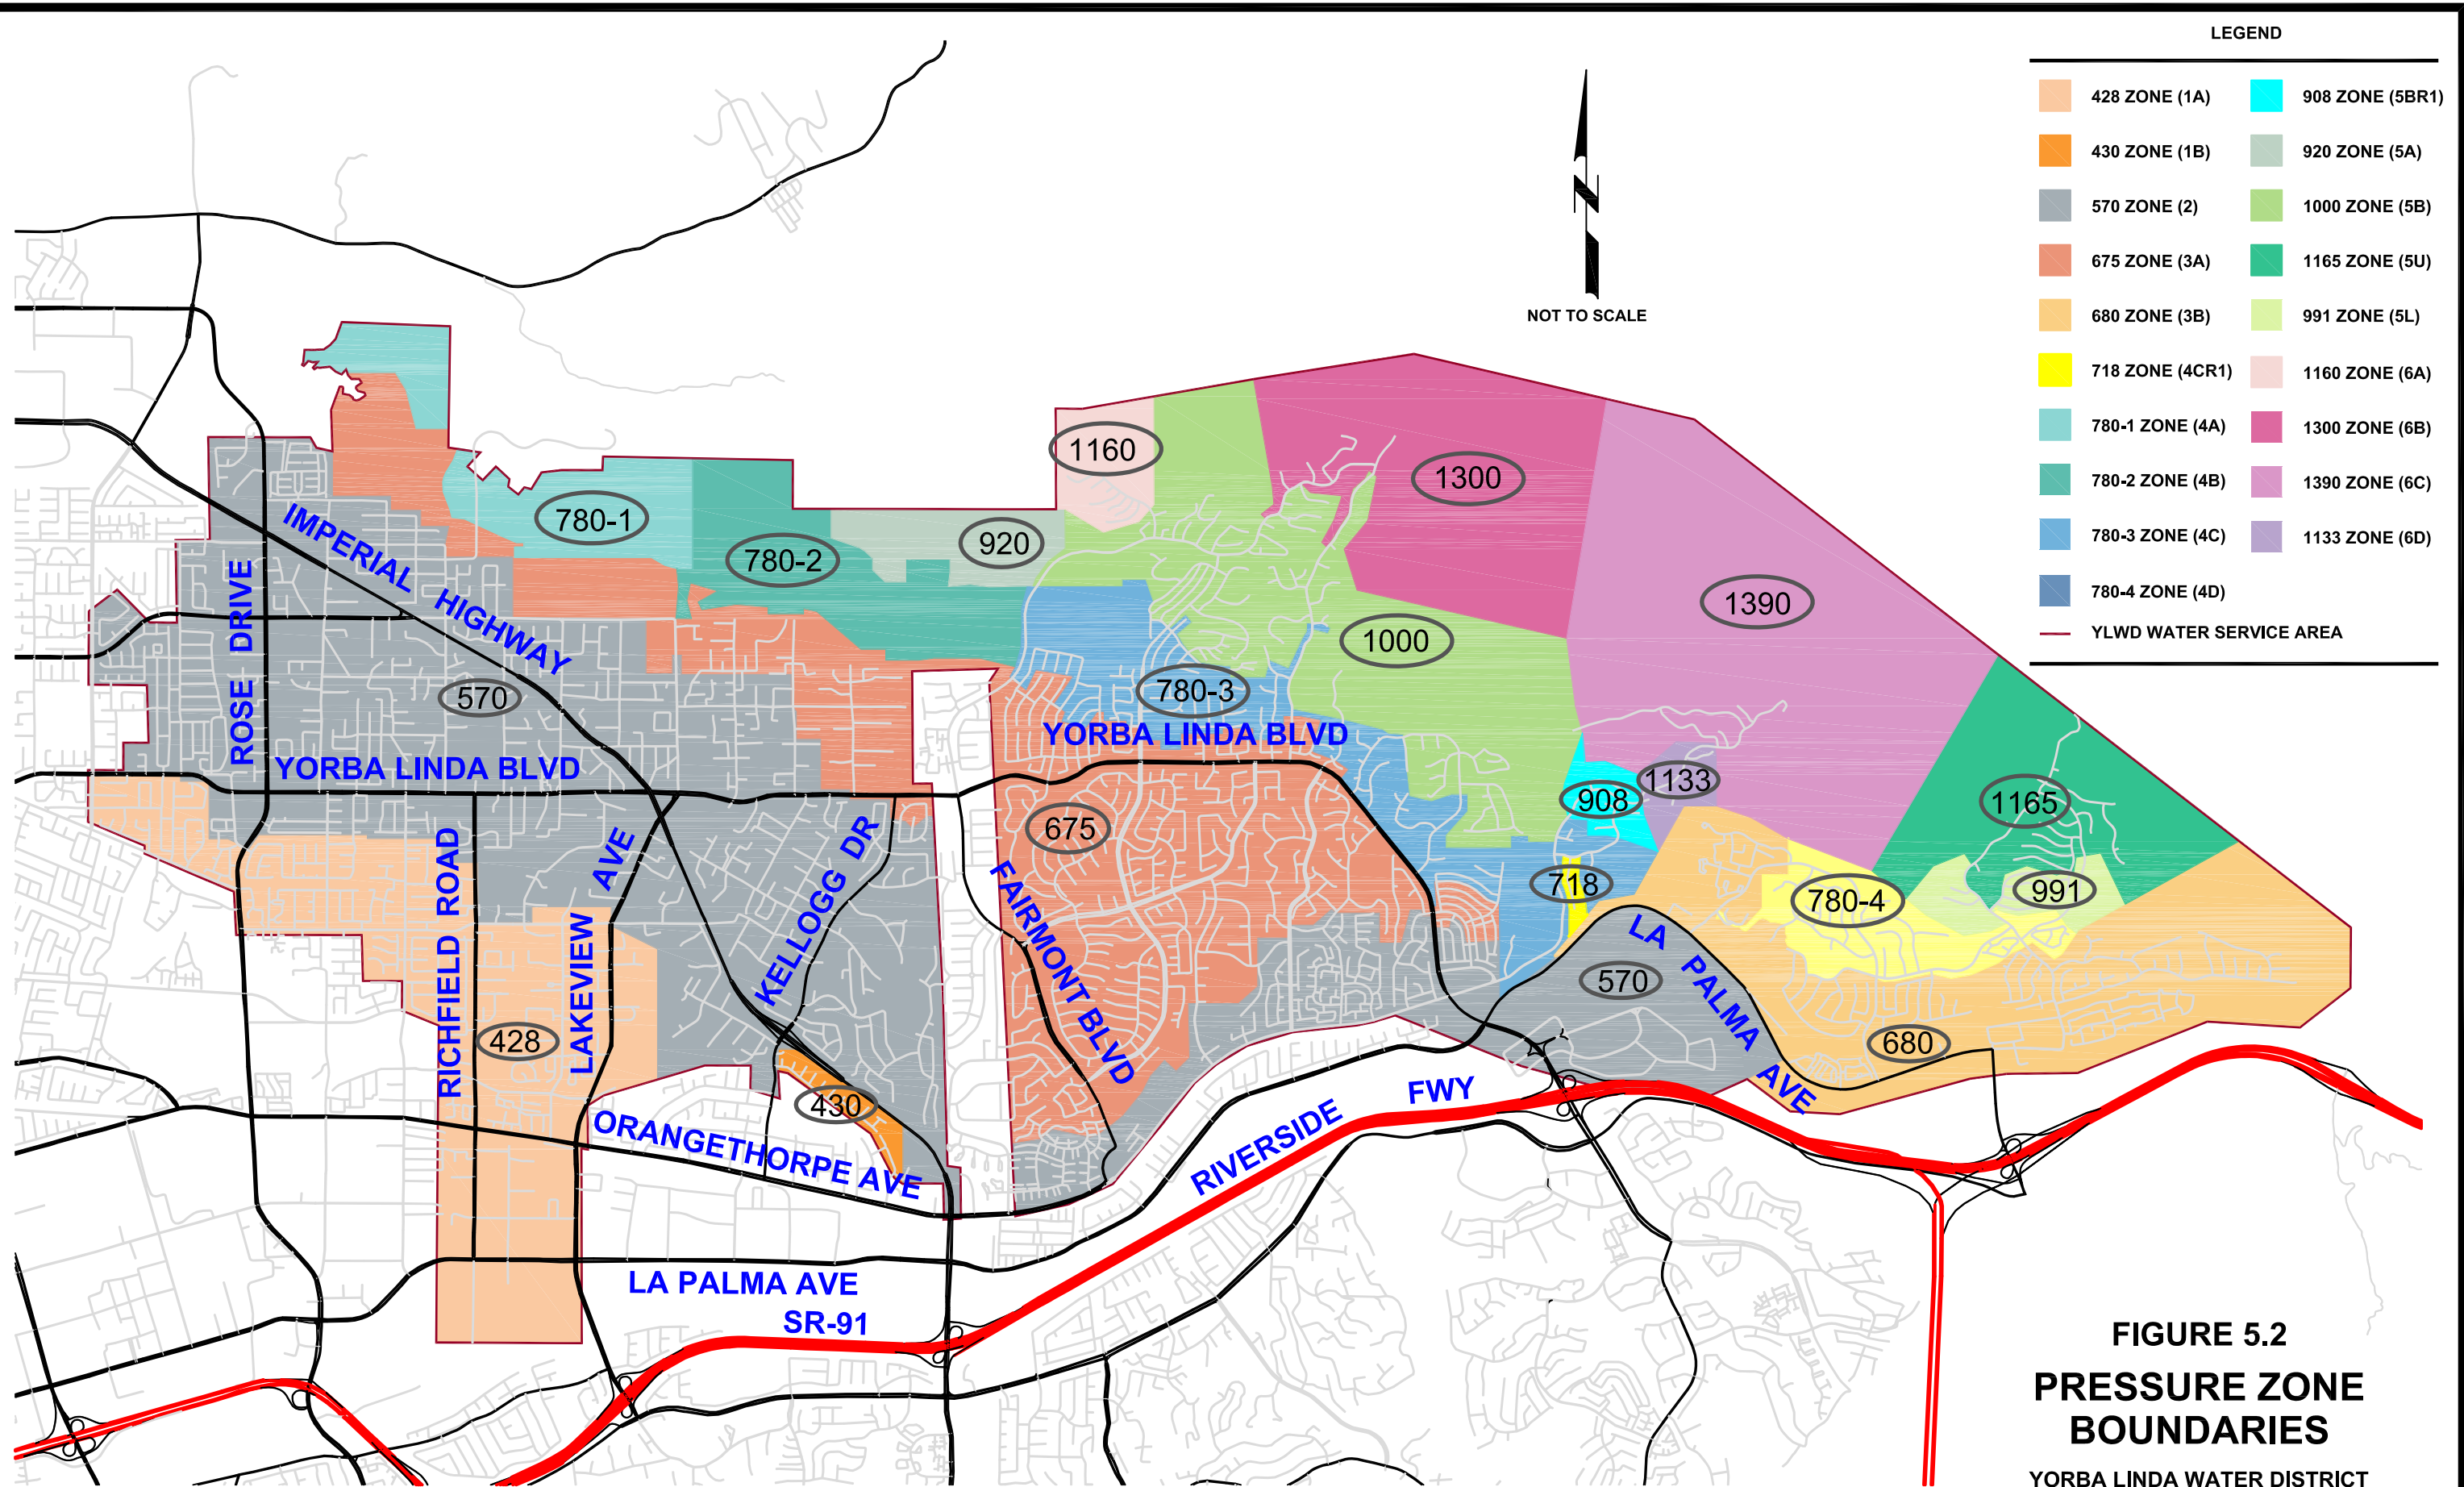 LEGEND
428 ZONE (1A)
908 ZONE (5BR1)
430 ZONE (1B)
920 ZONE (5A)
570 ZONE (2)
1000 ZONE (5B)
675 ZONE (3A)
1165 ZONE (5U)
680 ZONE (3B)
991 ZONE (5L)
718 ZONE (4CR1)
1160 ZONE (6A)
780-1 ZONE (4A)
1300 ZONE (6B)
780-2 ZONE (4B)
1390 ZONE (6C)
780-3 ZONE (4C)
1133 ZONE (6D)
780-4 ZONE (4D)
YLWD WATER SERVICE AREA
N
NOT TO SCALE
1160
1300
780-1
780-2
920
1390
1000
IMPERIAL HIGHWAY
ROSE DRIVE
570
780-3
YORBA LINDA BLVD
YORBA LINDA BLVD
1133
908
1165
675
718
780-4
991
RICHFIELD ROAD
LAKEVIEW AVE
KELLOGG DR
FAIRMONT BLVD
LA PALMA AVE
570
428
680
430
ORANGETHORPE AVE
RIVERSIDE FWY
LA PALMA AVE
SR-91
FIGURE 5.2
PRESSURE ZONE
BOUNDARIES
YORBA LINDA WATER DISTRICT